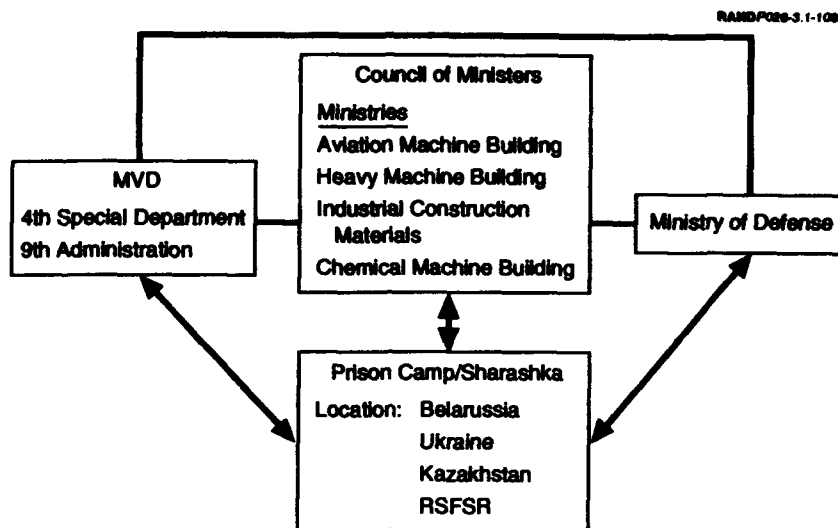 RAND#028-3.1-108
Council of Ministers
Ministries
Aviation Machine Building
Heavy Machine Building
Industrial Construction
Materials
Chemical Machine Building
MVD
4th Special Department
9th Administration
Ministry of Defense
Prison Camp/Sharashka
Location: Belarussia
Ukraine
Kazakhstan
RSFSR